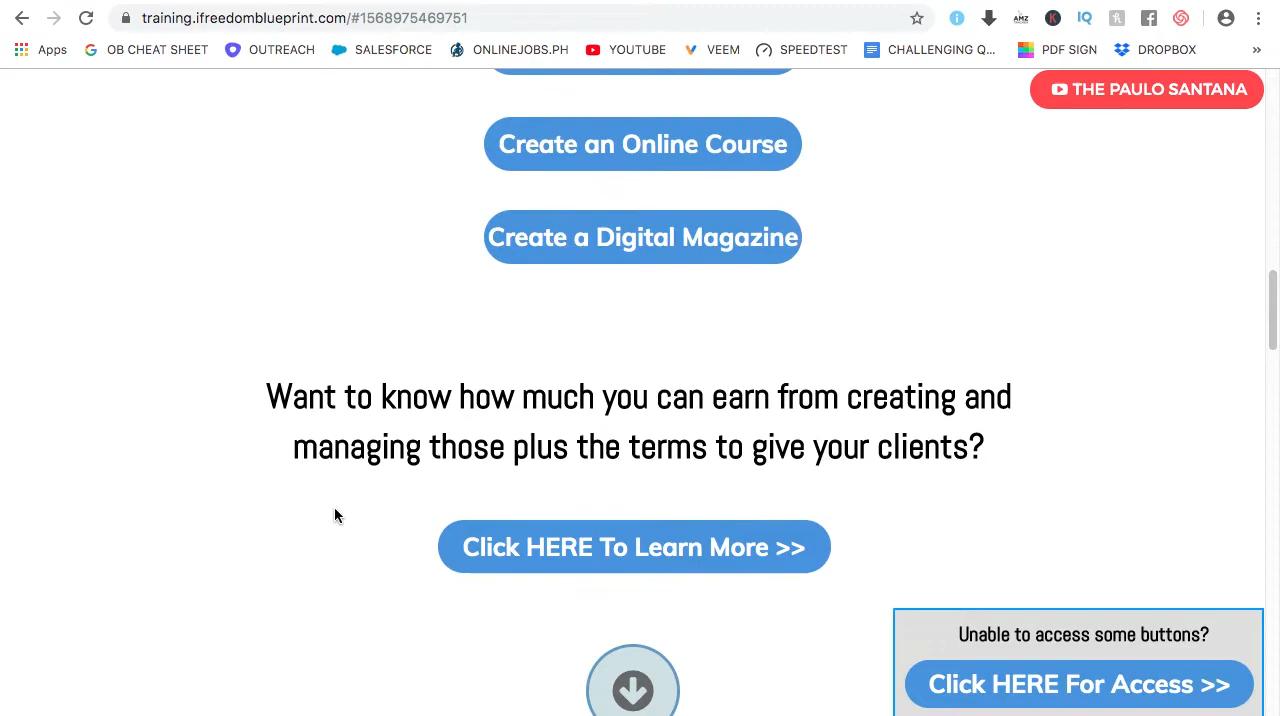 training.ifreedomblueprint.com/#1568975469751
AMZ K IQ
Apps OB CHEAT SHEET OUTREACH SALESFORCE ONLINEJOBS.PH YOUTUBE VEEM SPEEDTEST CHALLENGING Q... PDF SIGN DROPBOX »
THE PAULO SANTANA
Create an Online Course
Create a Digital Magazine
Want to know how much you can earn from creating and
managing those plus the terms to give your clients?
Click HERE To Learn More >>
Unable to access some buttons?
Click HERE For Access >>